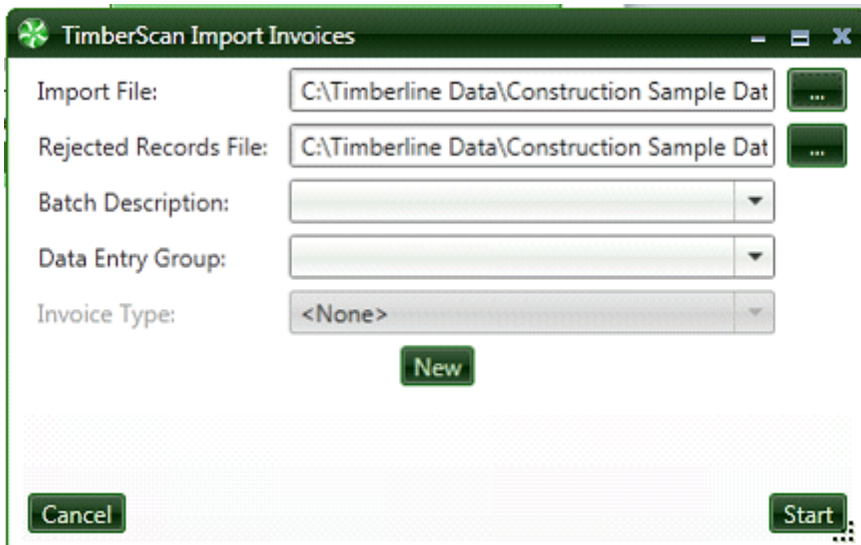 TimberScan Import Invoices
Import File: C:\Timberline Data\Construction Sample Dat ...
Rejected Records File: C:\Timberline Data\Construction Sample Dat ...
Batch Description:
Data Entry Group:
Invoice Type: <None>
New
Cancel Start